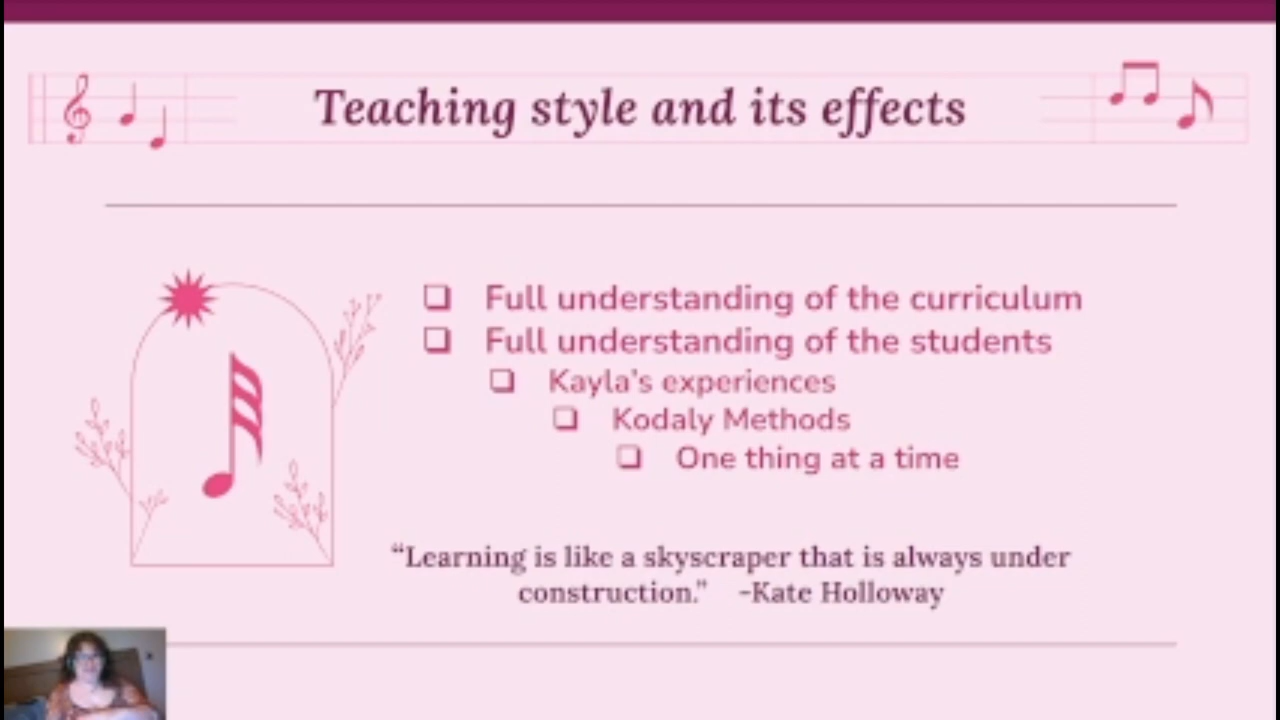 Teaching style and its effects
❏ Full understanding of the curriculum
❏ Full understanding of the students
❏ Kayla's experiences
❏ Kodaly Methods
❏ One thing at a time
“Learning is like a skyscraper that is always under
construction.” -Kate Holloway